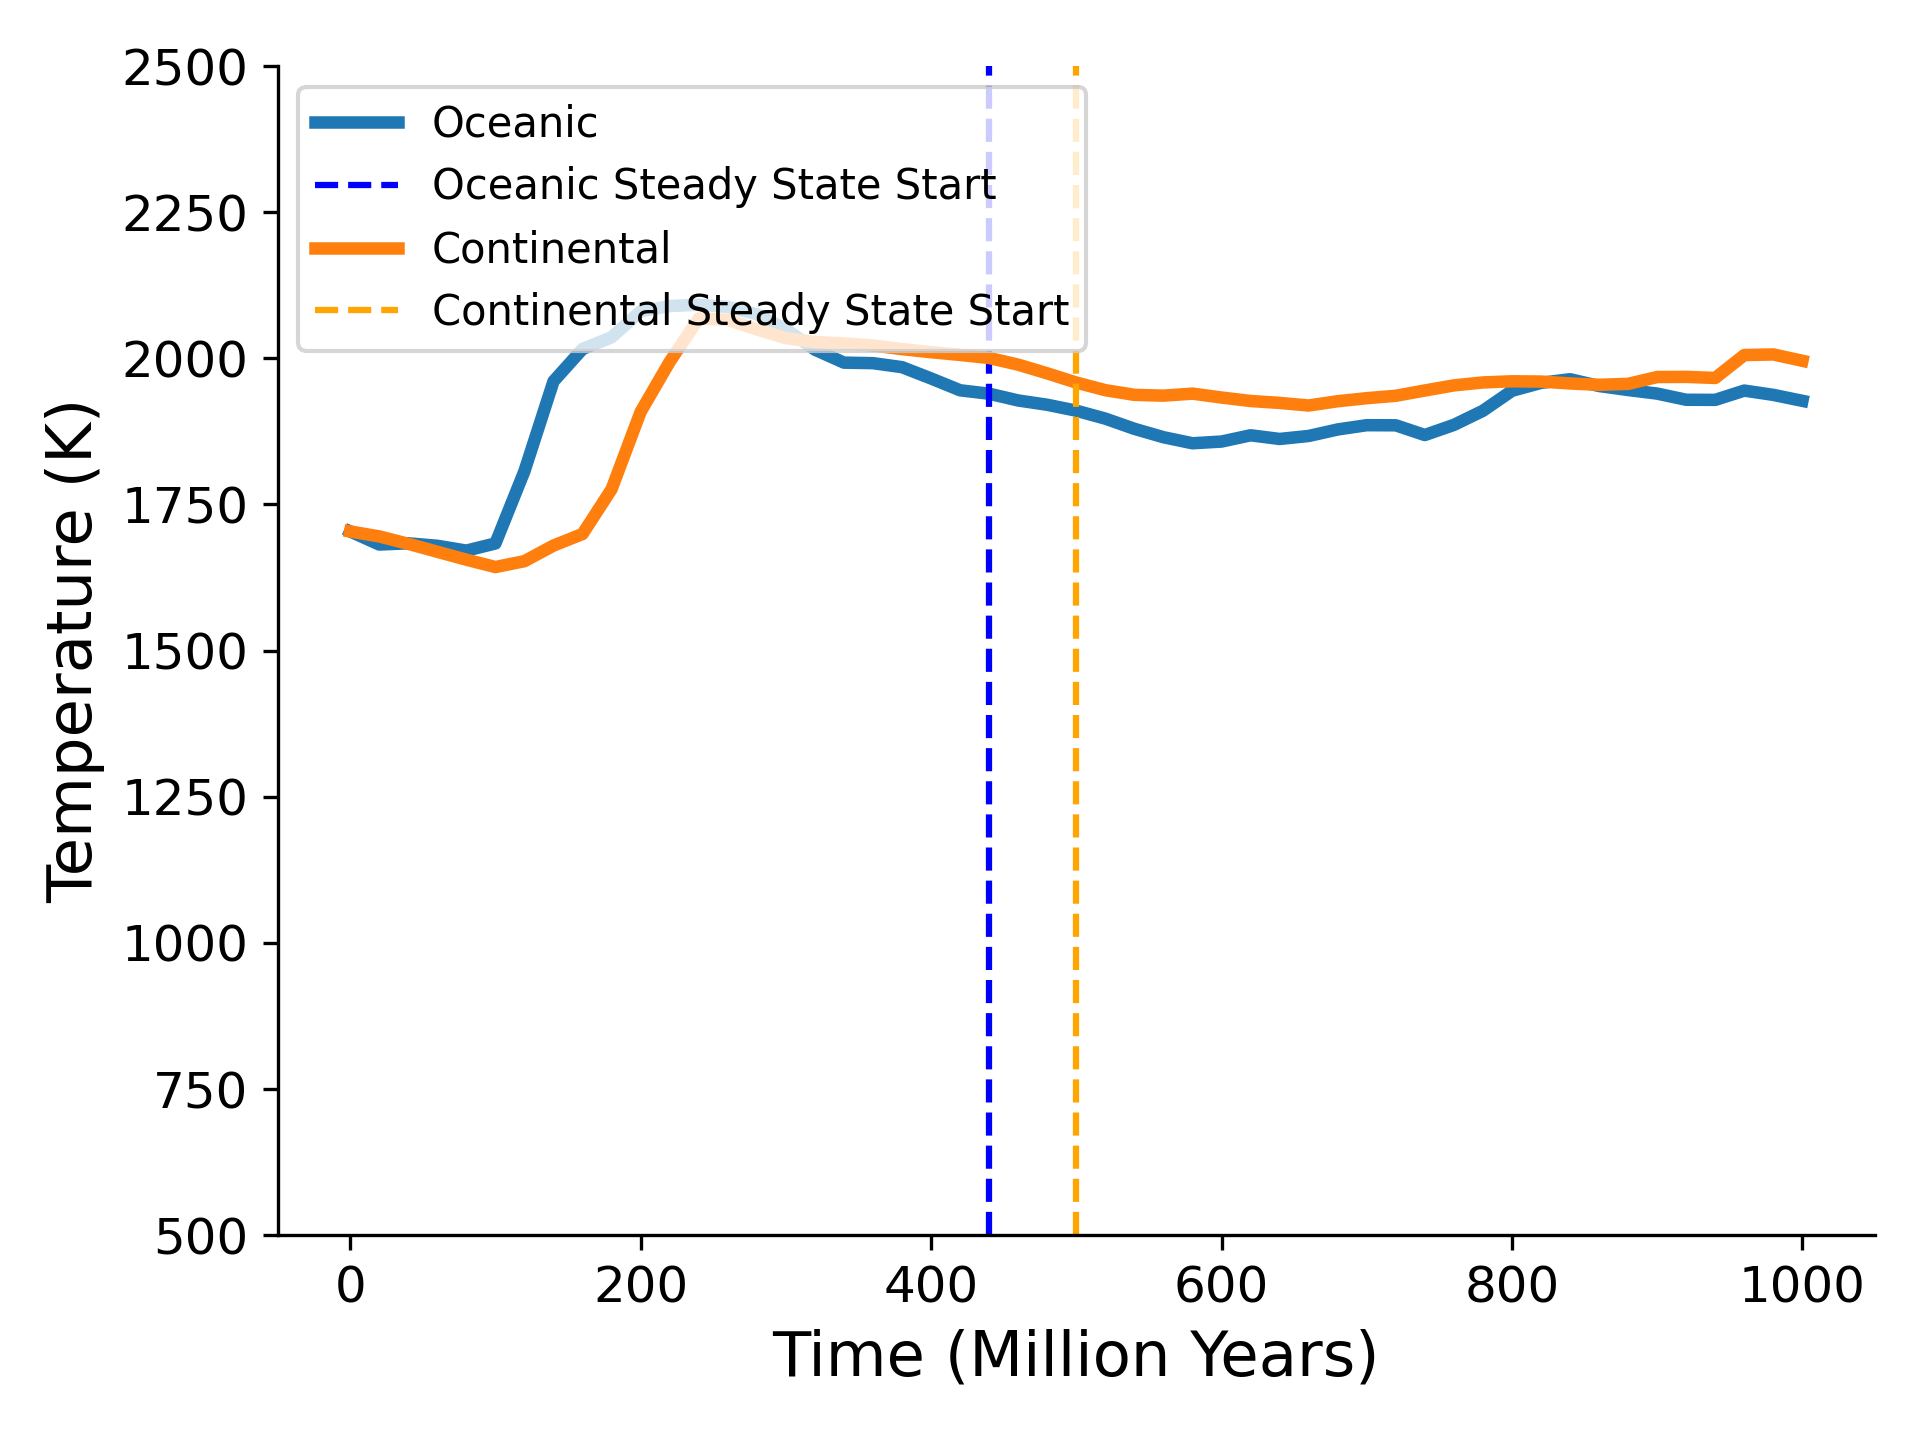 2500
2250
2000
1750
1500
1250
1000
750
500
Temperature (K)
Oceanic
Oceanic Steady State Start
Continental
Continental Steady State Start
0 200 400 600 800 1000
Time (Million Years)